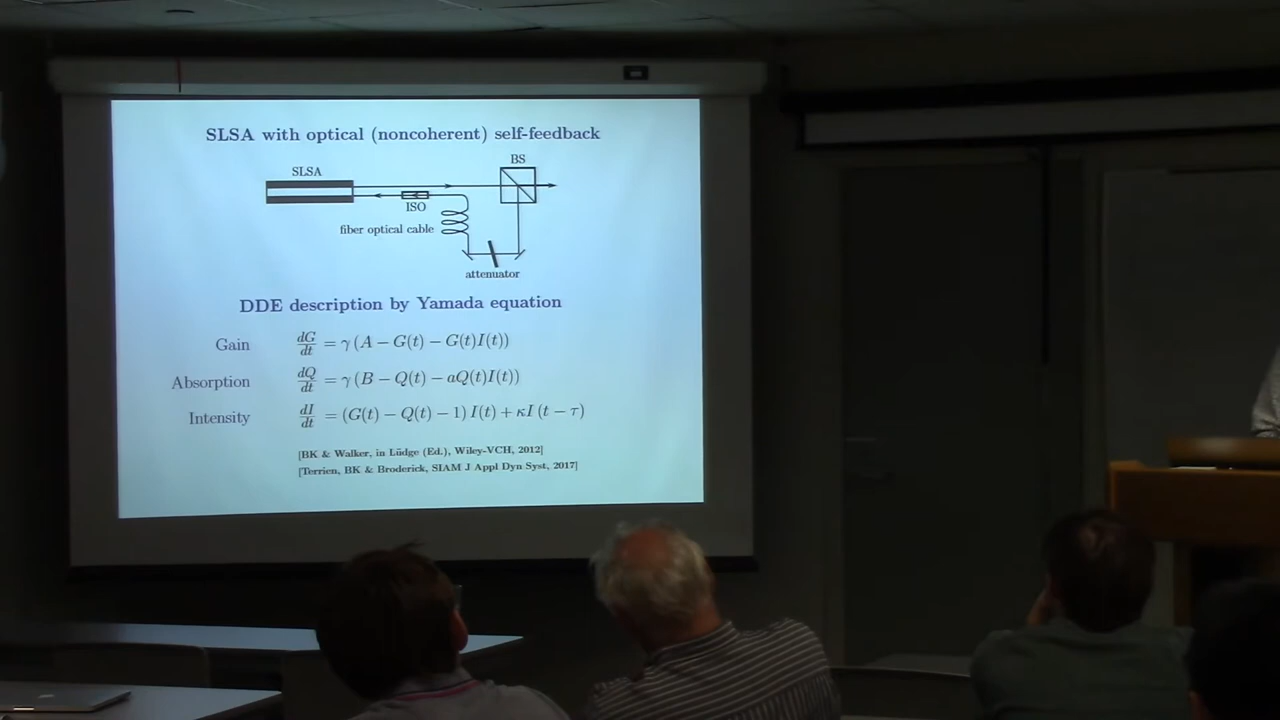 SLSA with optical (noncoherent) self-feedback
BS
SLSA
ISO
fiber optical cable
attenuator
DDE description by Yamada equation
Gain dG/dt = γ (A − G(t) − G(t)I(t))
Absorption dQ/dt = γ (B − Q(t) − aQ(t)I(t))
Intensity dI/dt = (G(t) − Q(t) − 1) I(t) + κI (t − τ)
[BK & Walker, in Lüdge (Ed.), Wiley-VCH, 2012]
[Terrien, BK & Broderick, SIAM J Appl Dyn Syst, 2017]